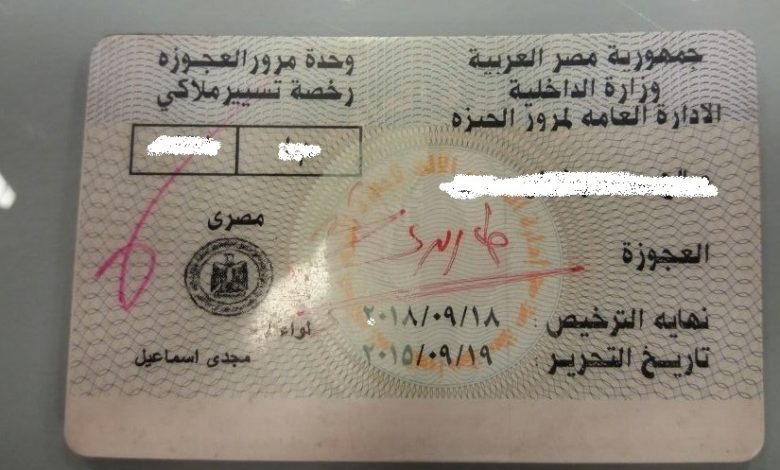 جمهورية مصر العربية
وزارة الداخلية
الادارة العامه لمرور الجيزه
وحدة مرور العجوزه
رخصة تسيير ملاكي
العجوزة
مصرى
نهايه الترخيص : ٢٠١٨/٠٩/١٨
تاريخ التحرير : ٢٠١٥/٠٩/١٩
لواء /
مجدى اسماعيل